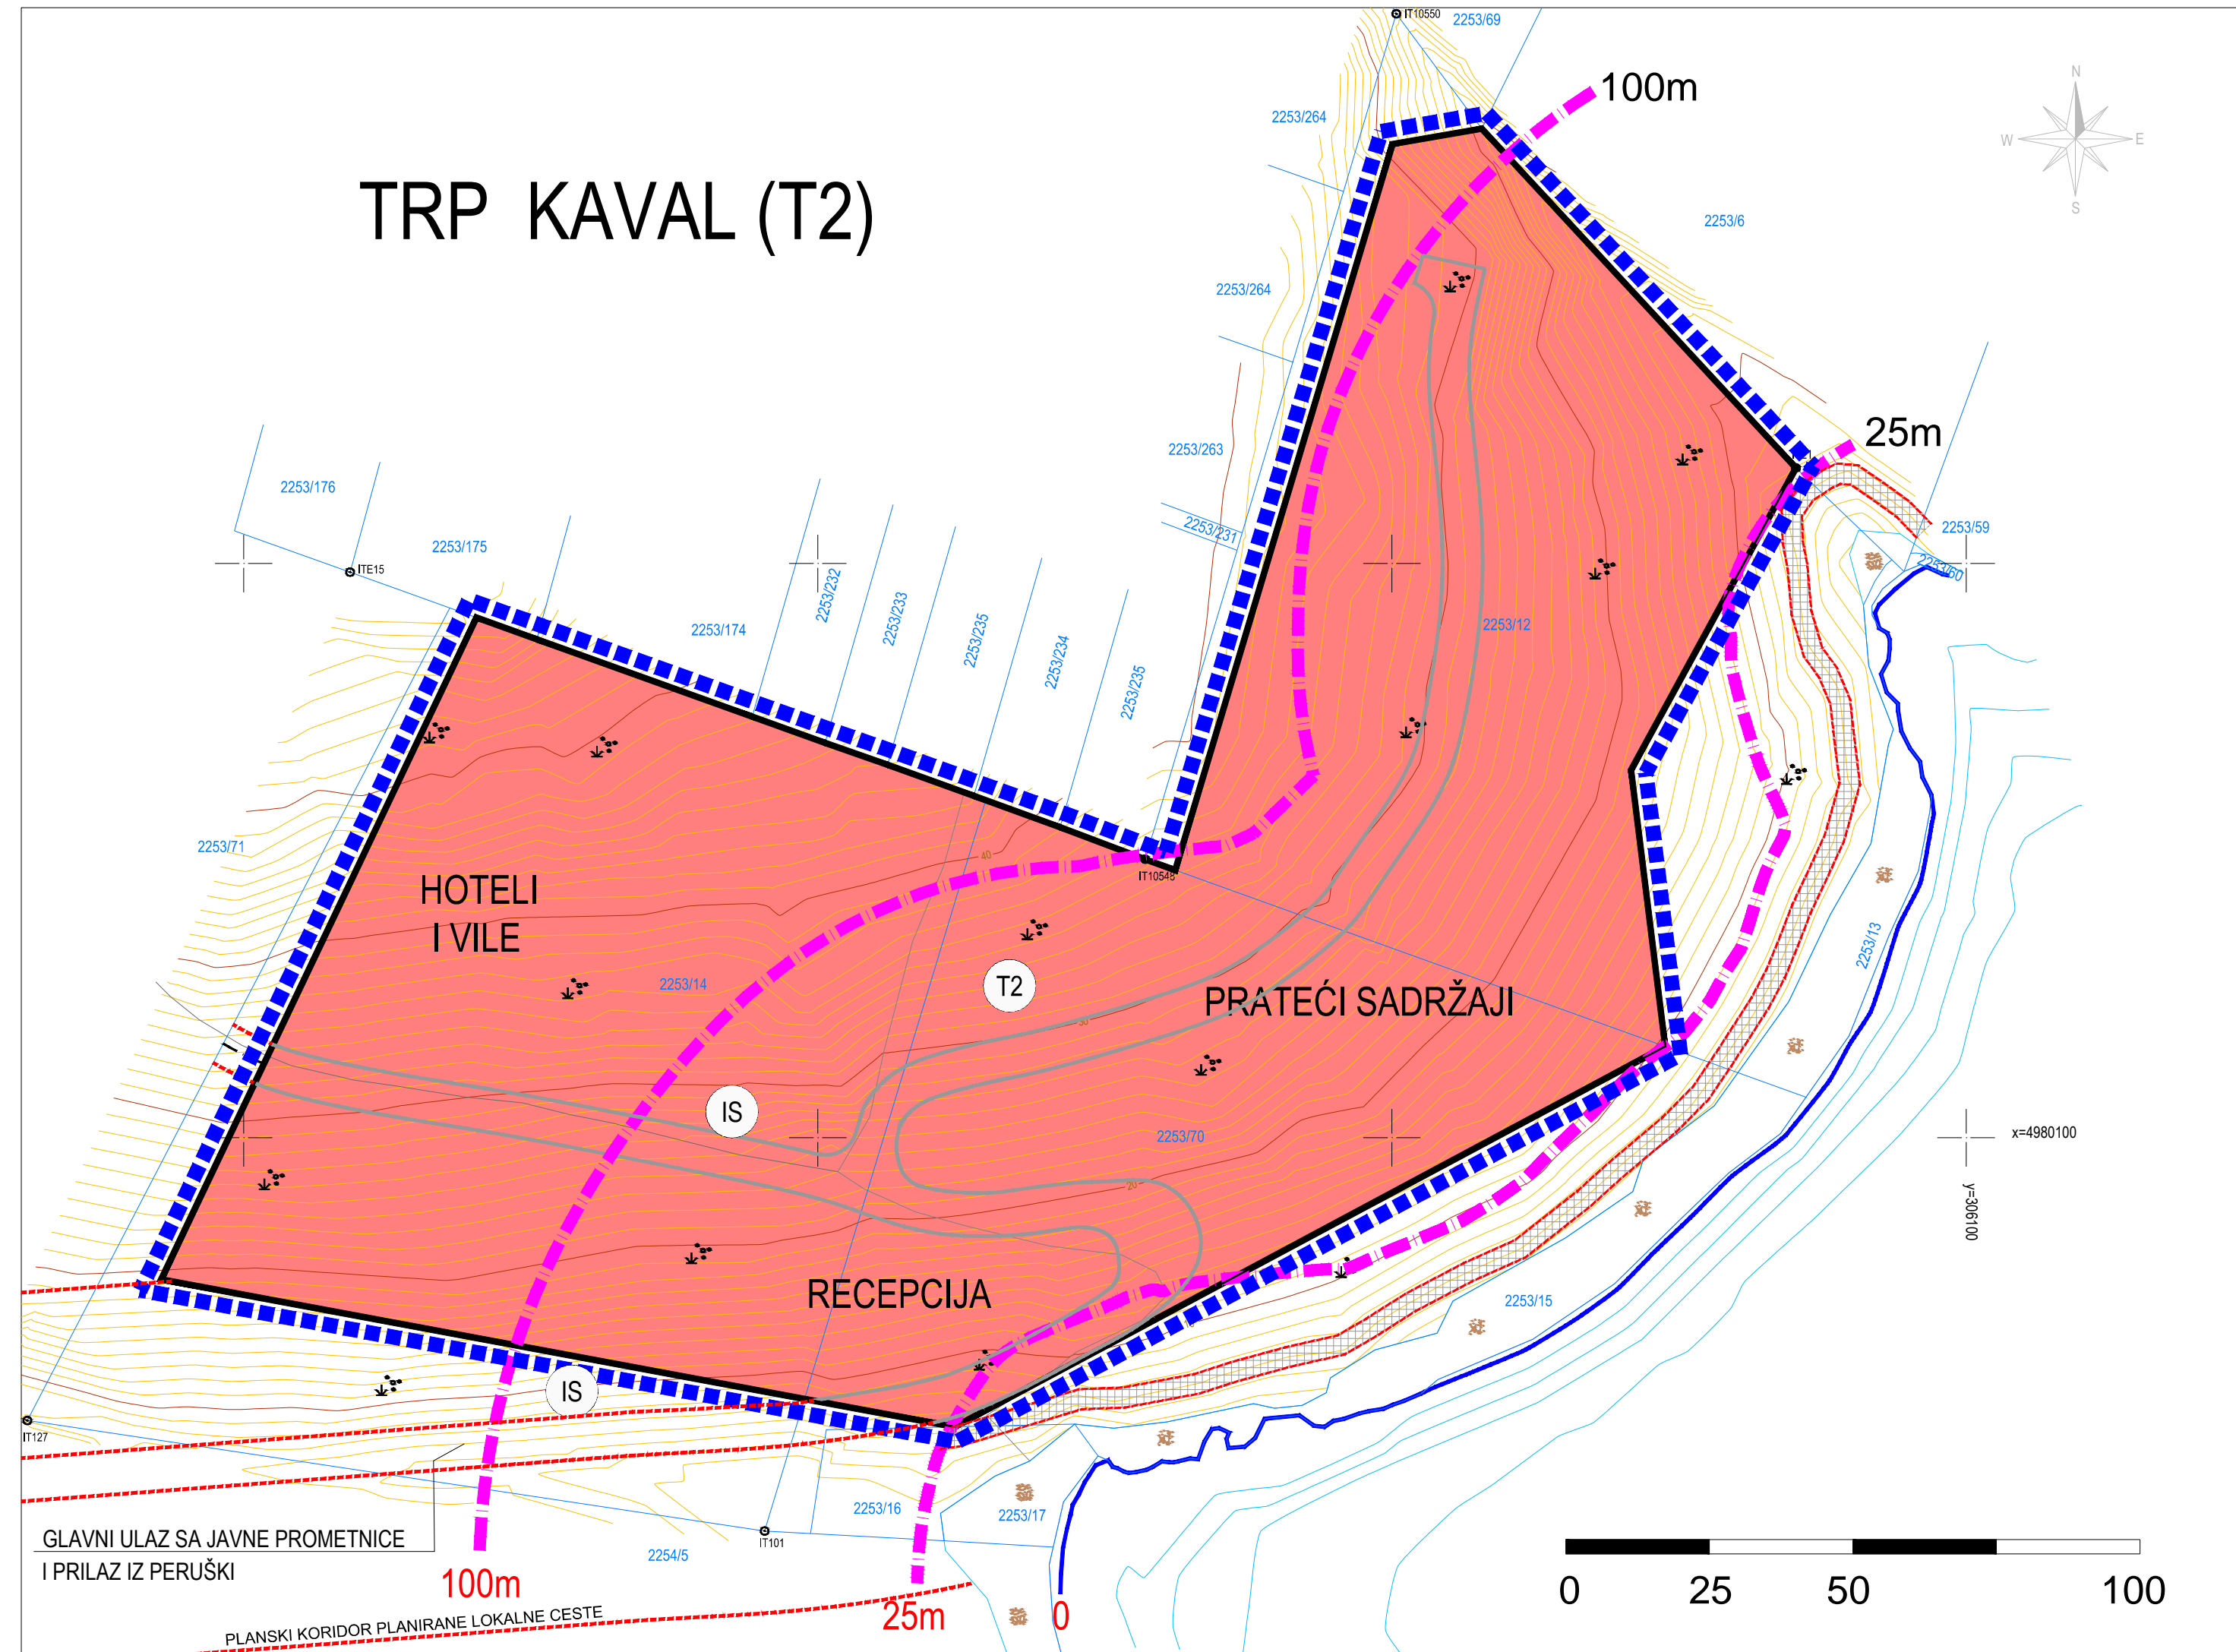 IT10550
2253/69
100m
N
W
E
S
2253/264
TRP KAVAL (T2)
2253/6
2253/264
25m
2253/263
2253/176
2253/231
2253/59
2253/175
2253/60
ITE15
2253/232
2253/233
2253/235
2253/234
2253/235
2253/174
2253/12
2253/71
40
IT10548
HOTELI
I VILE
2253/13
2253/14
T2
PRATEĆI SADRŽAJI
30
IS
2253/70
x=4980100
20
y=306100
RECEPCIJA
2253/15
IS
IT127
2253/16
2253/17
GLAVNI ULAZ SA JAVNE PROMETNICE
I PRILAZ IZ PERUŠKI
IT101
2254/5
100m
25m
0
PLANSKI KORIDOR PLANIRANE LOKALNE CESTE
0 25 50 100